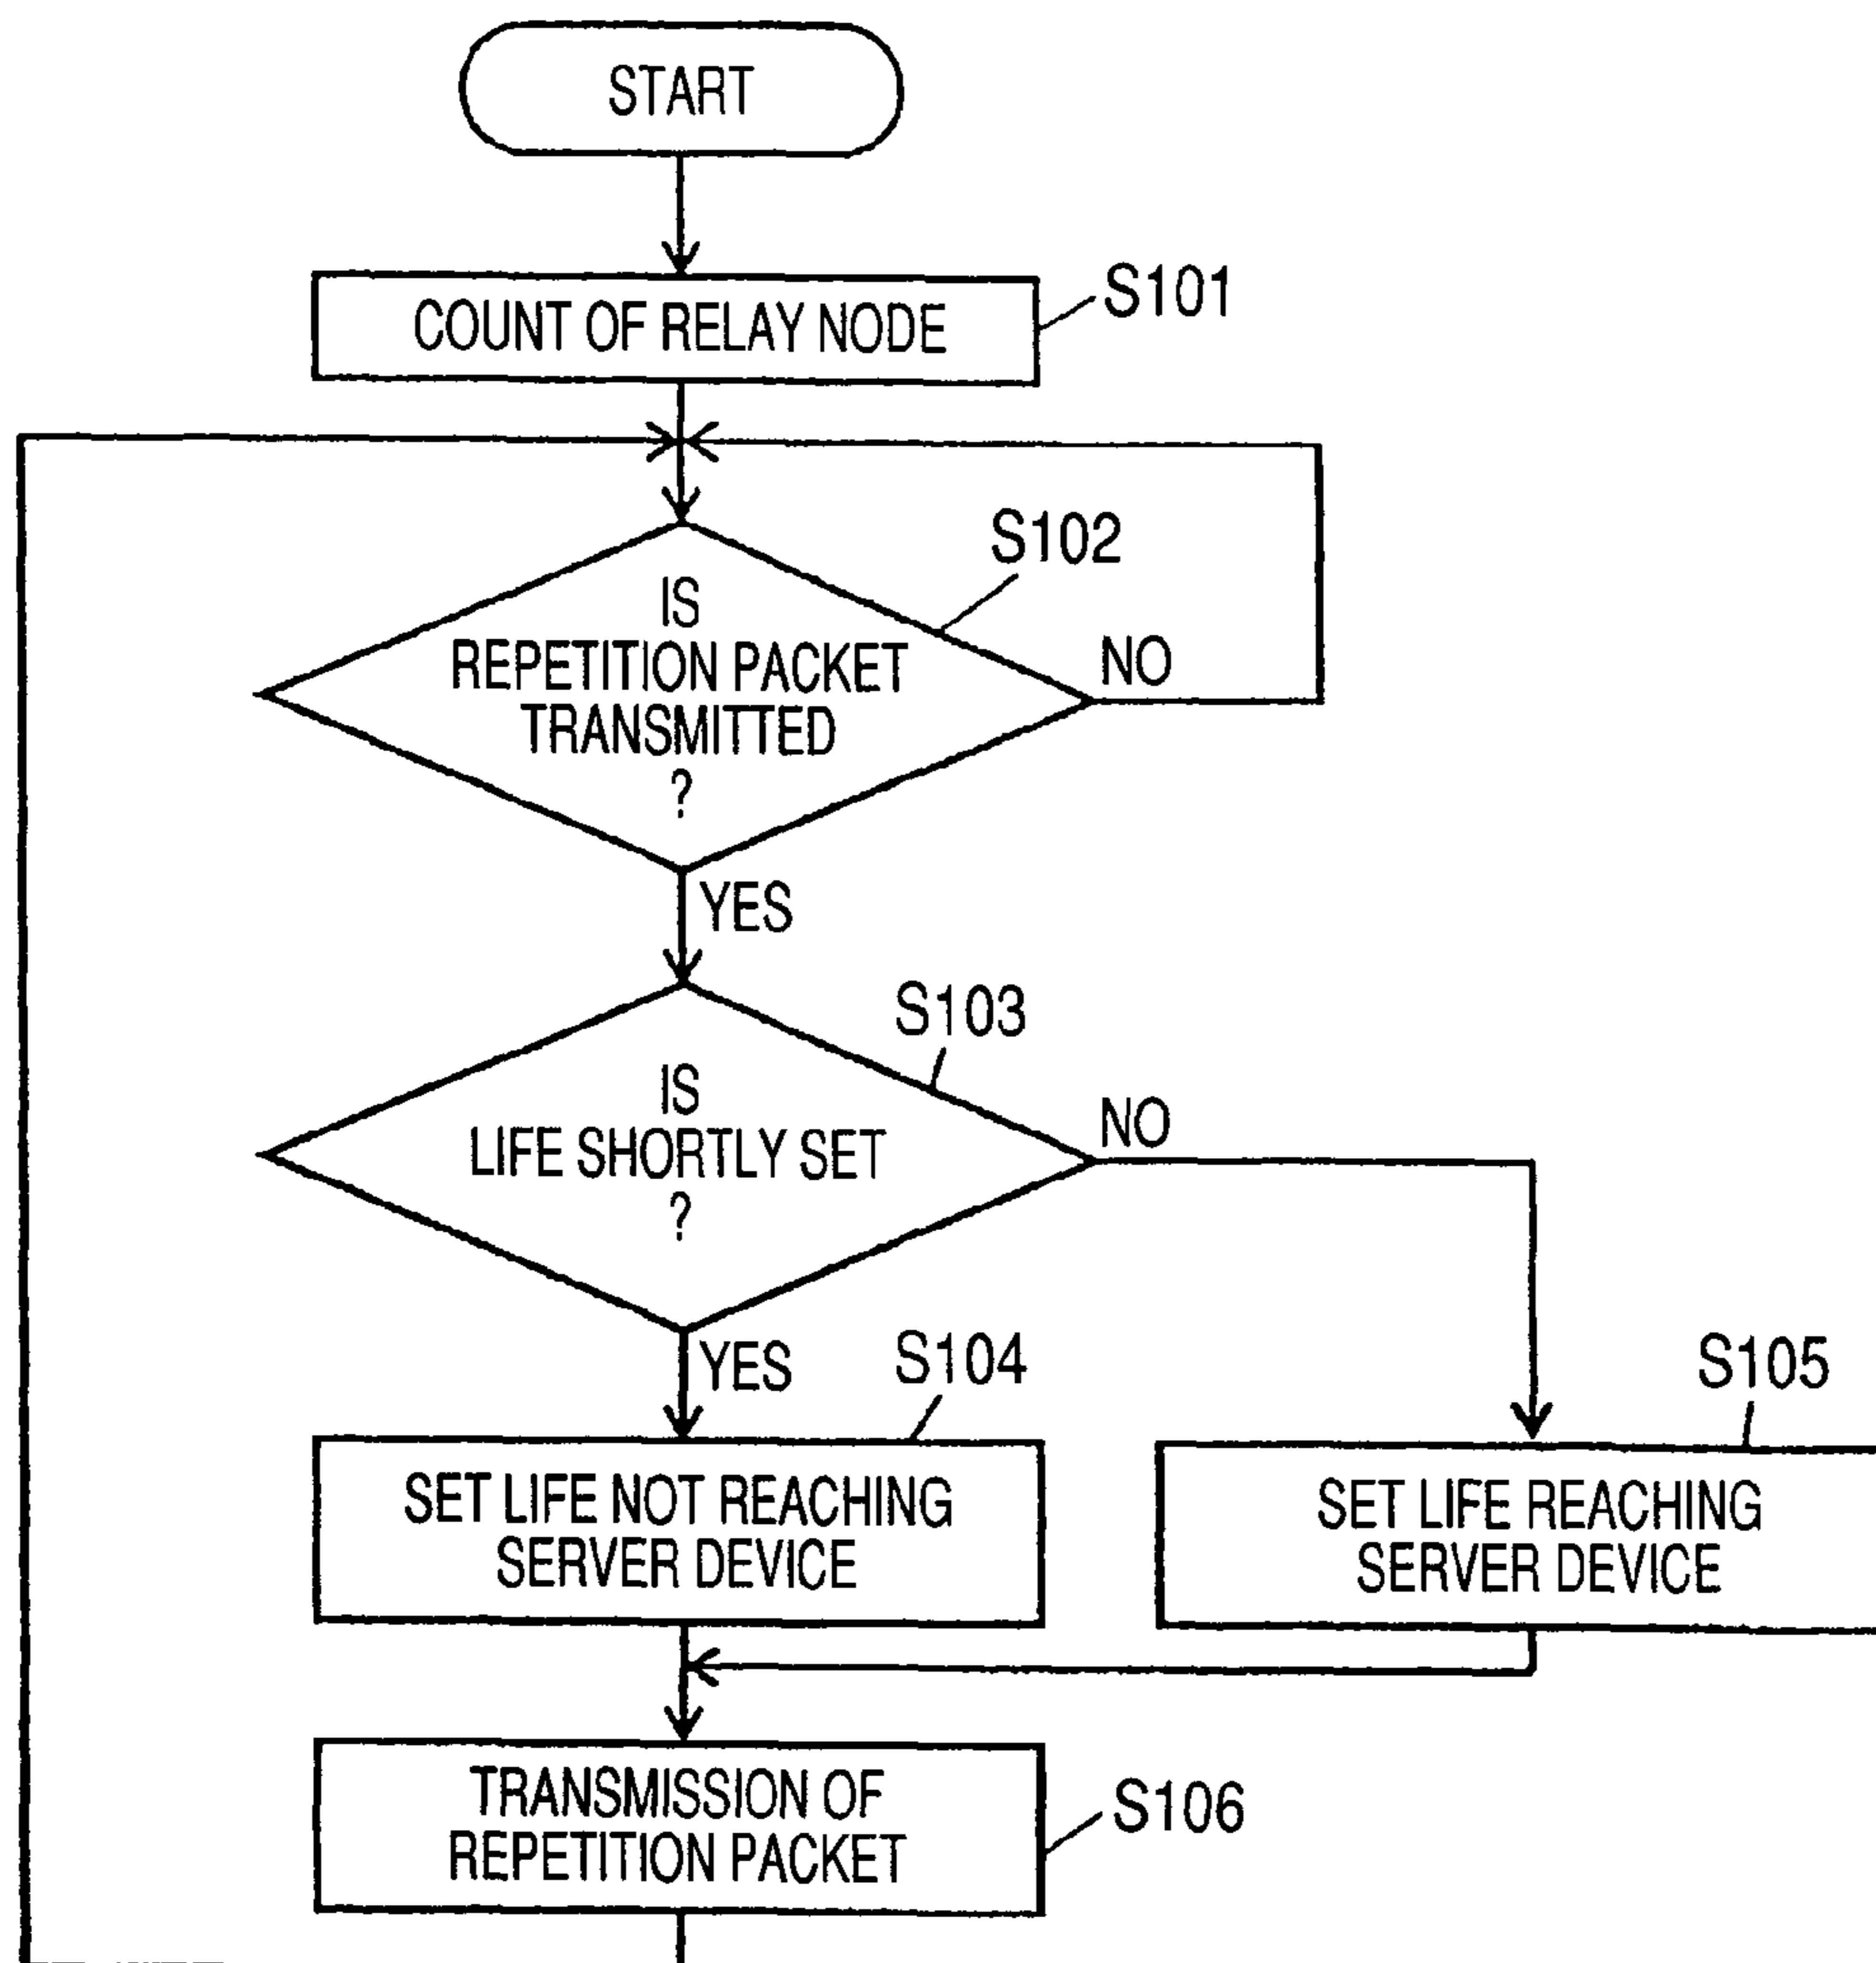 START
COUNT OF RELAY NODE
S101
S102
IS
REPETITION PACKET
TRANSMITTED
?
NO
YES
S103
IS
LIFE SHORTLY SET
?
NO
YES
S104
S105
SET LIFE NOT REACHING
SERVER DEVICE
SET LIFE REACHING
SERVER DEVICE
TRANSMISSION OF
REPETITION PACKET
S106